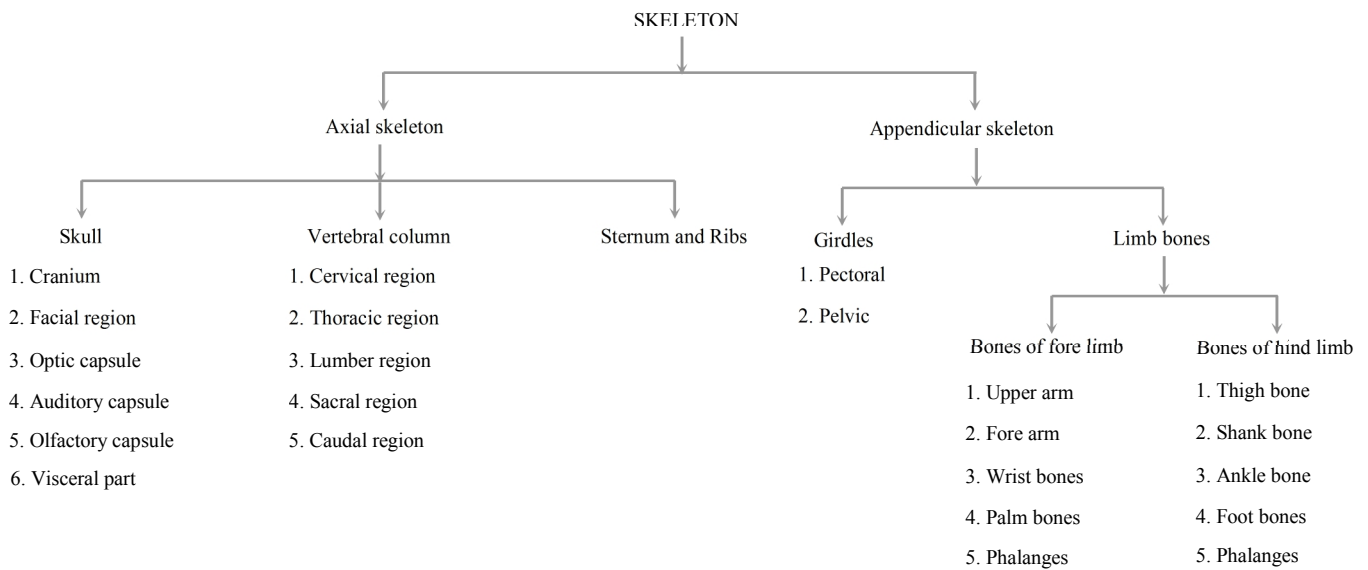 SKELETON
Axial skeleton
Appendicular skeleton
Skull
1. Cranium
2. Facial region
3. Optic capsule
4. Auditory capsule
5. Olfactory capsule
6. Visceral part
Vertebral column
1. Cervical region
2. Thoracic region
3. Lumber region
4. Sacral region
5. Caudal region
Sternum and Ribs
Girdles
1. Pectoral
2. Pelvic
Limb bones
Bones of fore limb
1. Upper arm
2. Fore arm
3. Wrist bones
4. Palm bones
5. Phalanges
Bones of hind limb
1. Thigh bone
2. Shank bone
3. Ankle bone
4. Foot bones
5. Phalanges